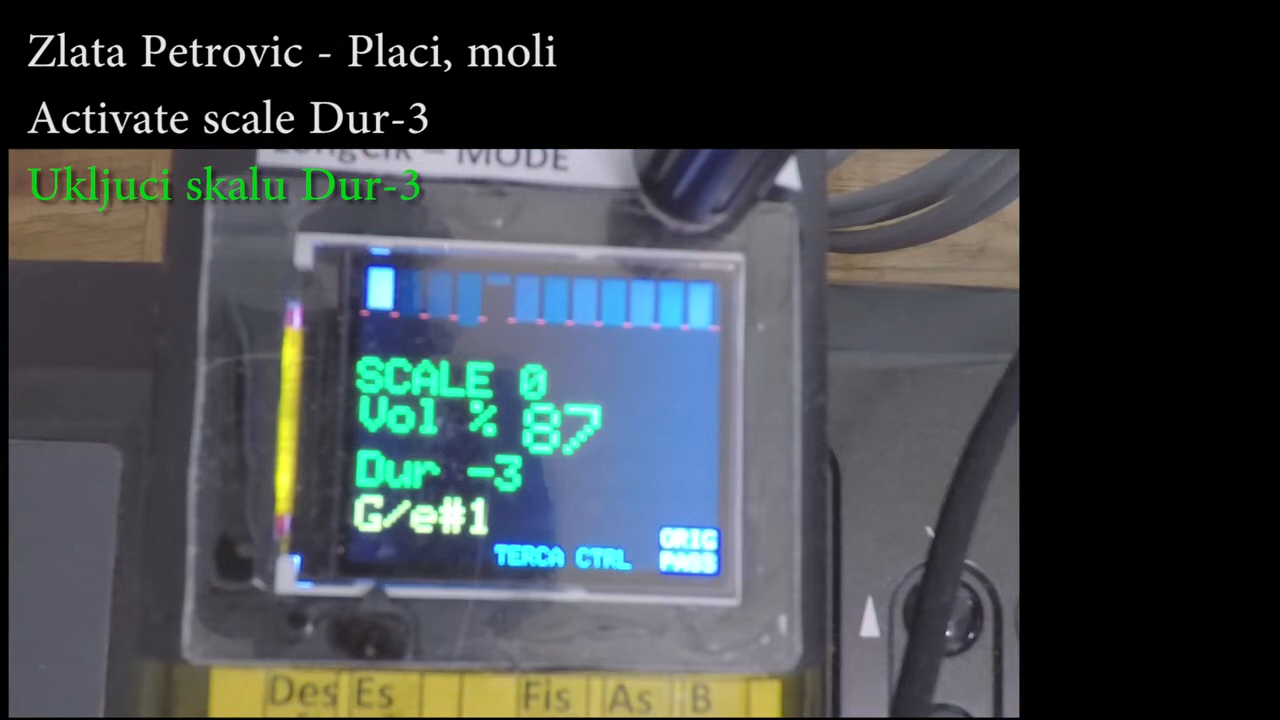 Zlata Petrovic - Placi, moli
Activate scale Dur-3
MODE
Ukljuci skalu Dur-3
SCALE 0
Vol % 87
Dur -3
G/e#1
TERCA CTRL
ORIG
PASS
Des Es Fis As B